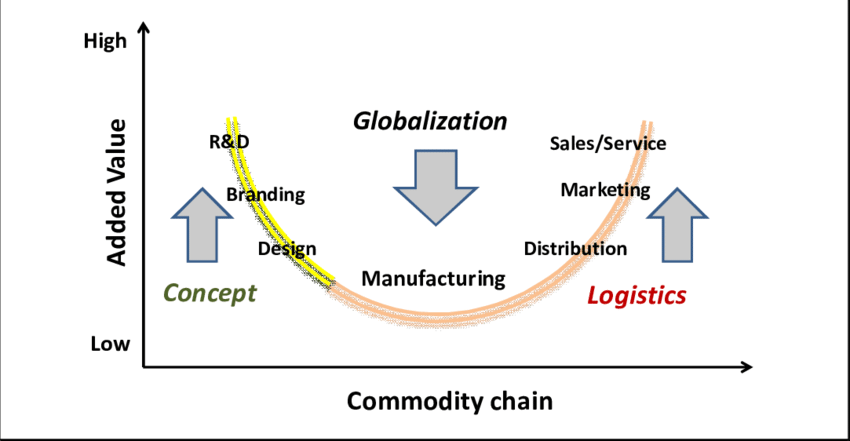 High
Globalization
R&D
Sales/Service
Branding
Marketing
Added Value
Design
Distribution
Manufacturing
Concept
Logistics
Low
Commodity chain